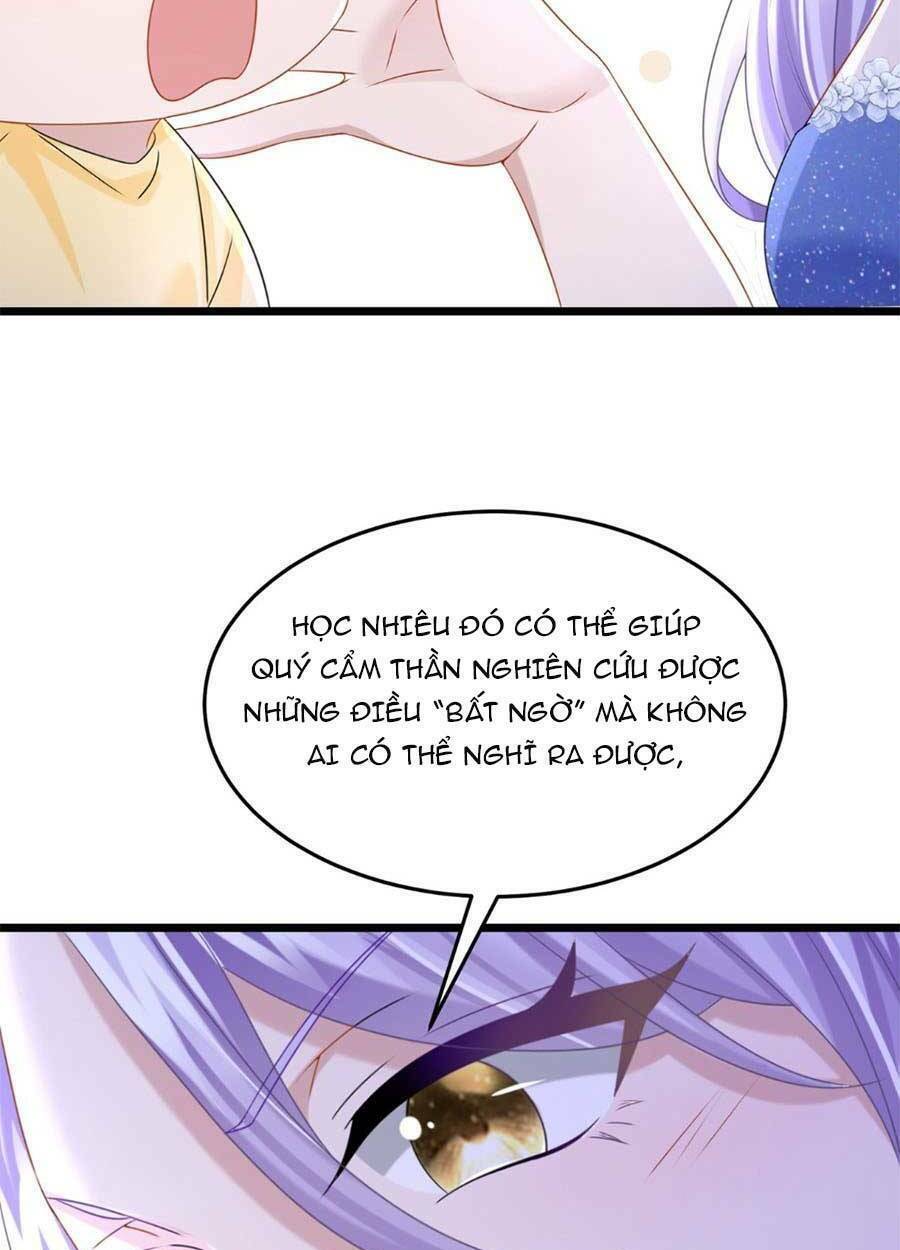 HỌC NHIÊU ĐÓ CÓ THỂ GIÚP
QUÝ CẨM THẦN NGHIÊN CỨU ĐƯỢC
NHỮNG ĐIỀU "BẤT NGỜ" MÀ KHÔNG
AI CÓ THỂ NGHĨ RA ĐƯỢC,